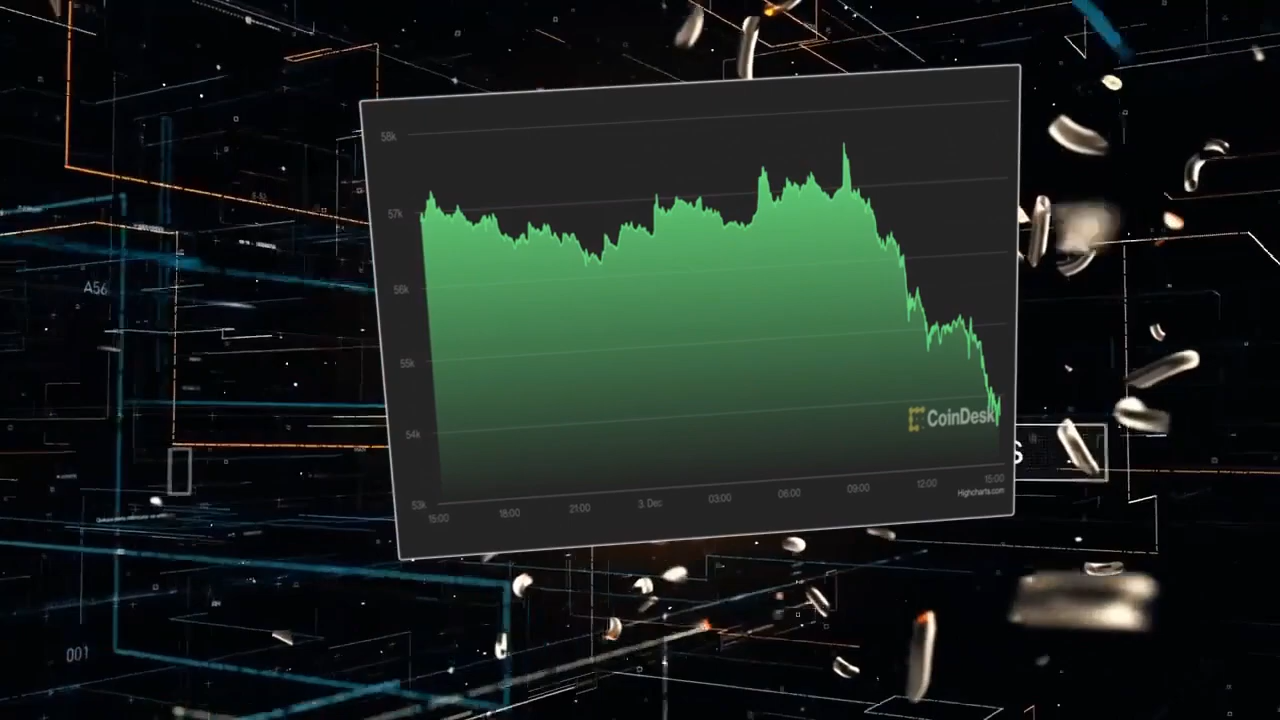 58k
57k
56k
55k
54k
53k
15:00
18:00
21:00
3. Dec
03:00
06:00
09:00
12:00
15:00
CoinDesk
Highcharts.com
A56
001
S